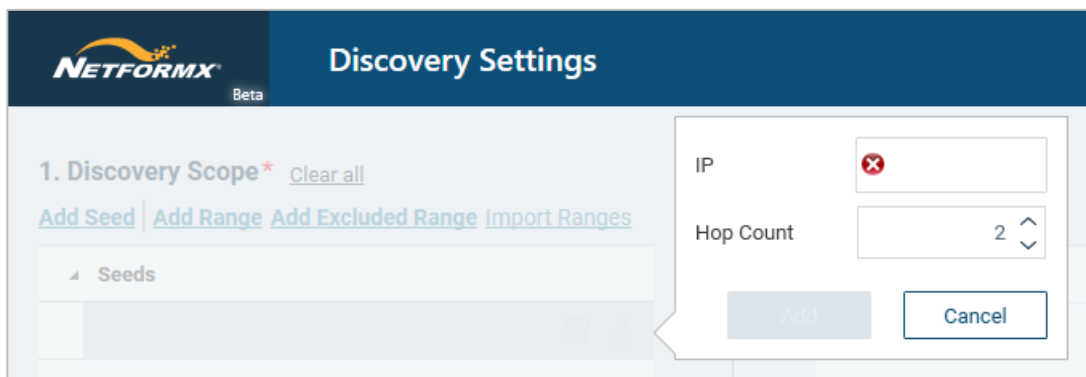 NETFORMX
Beta
Discovery Settings
1. Discovery Scope* Clear all
Add Seed Add Range Add Excluded Range Import Ranges
Seeds
IP
Hop Count 2
Add Cancel